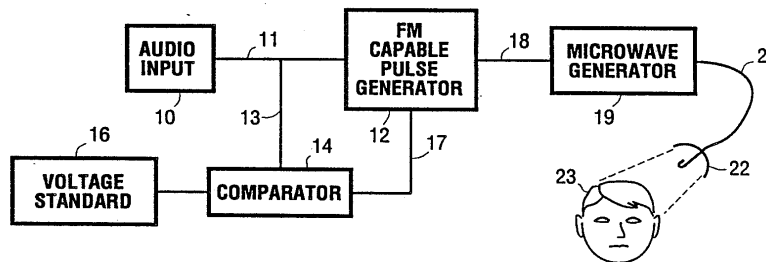 AUDIO
INPUT
10
11
13
FM
CAPABLE
PULSE
GENERATOR
12
17
18
MICROWAVE
GENERATOR
19
2
16
VOLTAGE
STANDARD
14
COMPARATOR
23
22